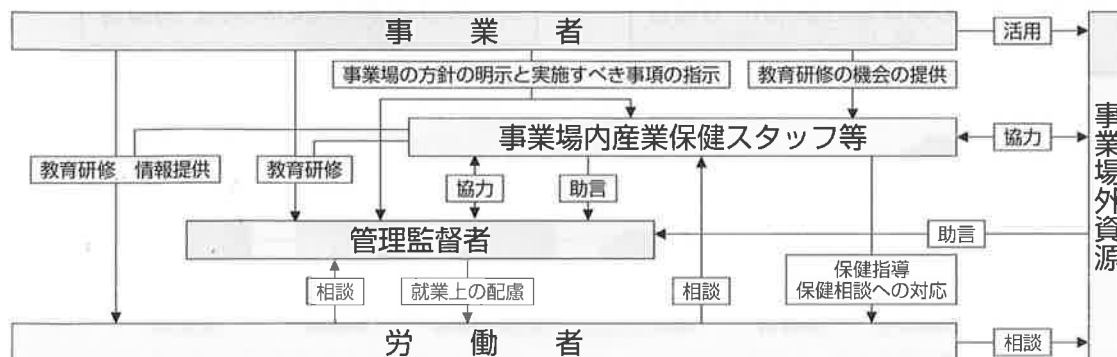 事業者
活用
事業場の方針の明示と実施すべき事項の指示
教育研修の機会の提供
事業場内産業保健スタッフ等
協力
事業場外資源
教育研修　情報提供
教育研修
協力
助言
管理監督者
助言
相談
就業上の配慮
相談
保健指導
保健相談への対応
労働者
相談